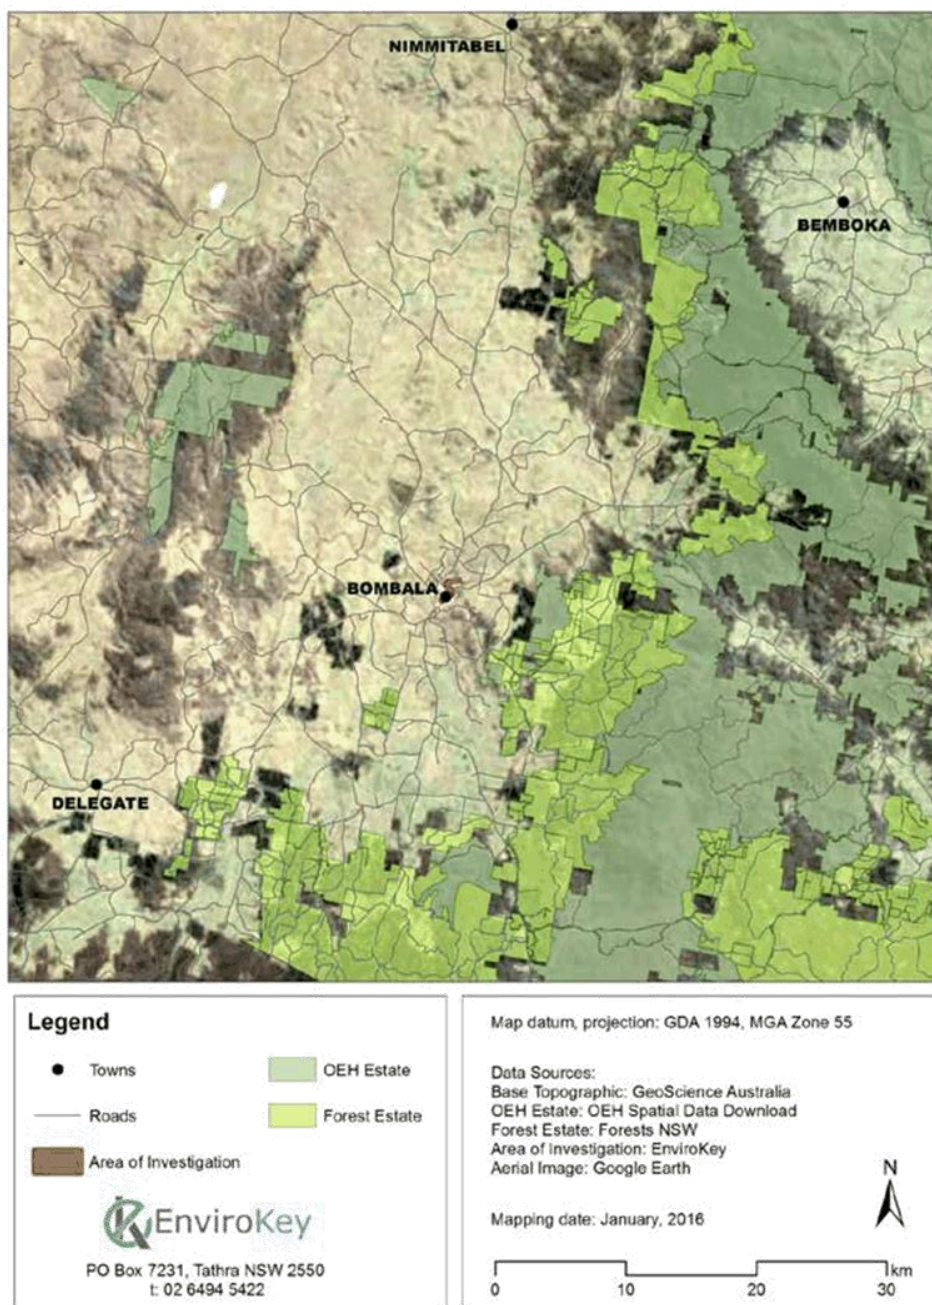 NIMMITABEL
BEMBOKA
BOMBALA
DELEGATE
Legend
Towns
OEH Estate
Roads
Forest Estate
Area of Investigation
EnviroKey
PO Box 7231, Tathra NSW 2550
t: 02 6494 5422
Map datum, projection: GDA 1994, MGA Zone 55
Data Sources:
Base Topographic: GeoScience Australia
OEH Estate: OEH Spatial Data Download
Forest Estate: Forests NSW
Area of Investigation: EnviroKey
Aerial Image: Google Earth
Mapping date: January, 2016
N
km
0 10 20 30